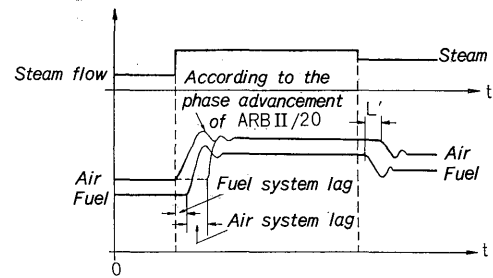 Steam
Steam flow
According to the
phase advancement
of ARB II/20
t
L'
Air
Fuel
Air
Fuel
Fuel system lag
Air system lag
0
t